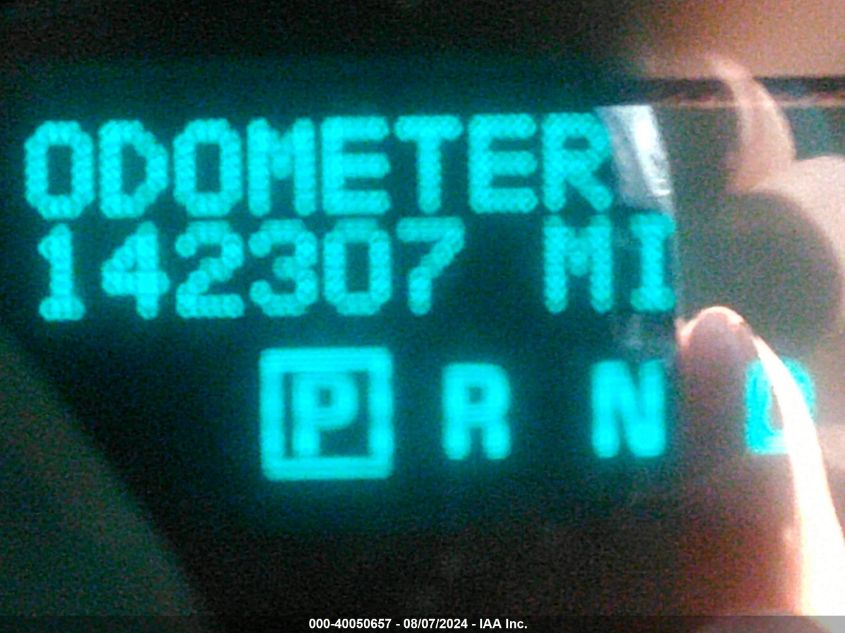 ODOMETER
142307 MI
P R N D
000-40050657 - 08/07/2024 - IAA Inc.